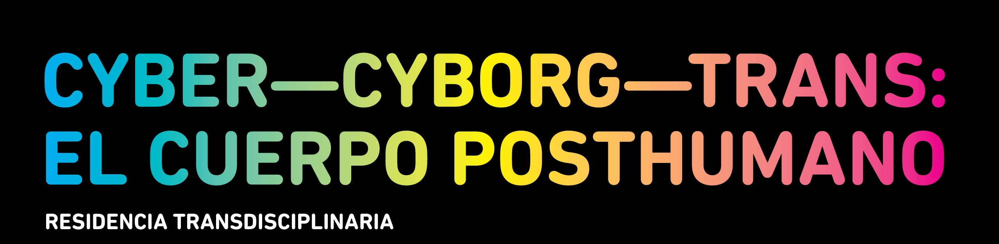 CYBER—CYBORG—TRANS:
EL CUERPO POSTHUMANO
RESIDENCIA TRANSDISCIPLINARIA